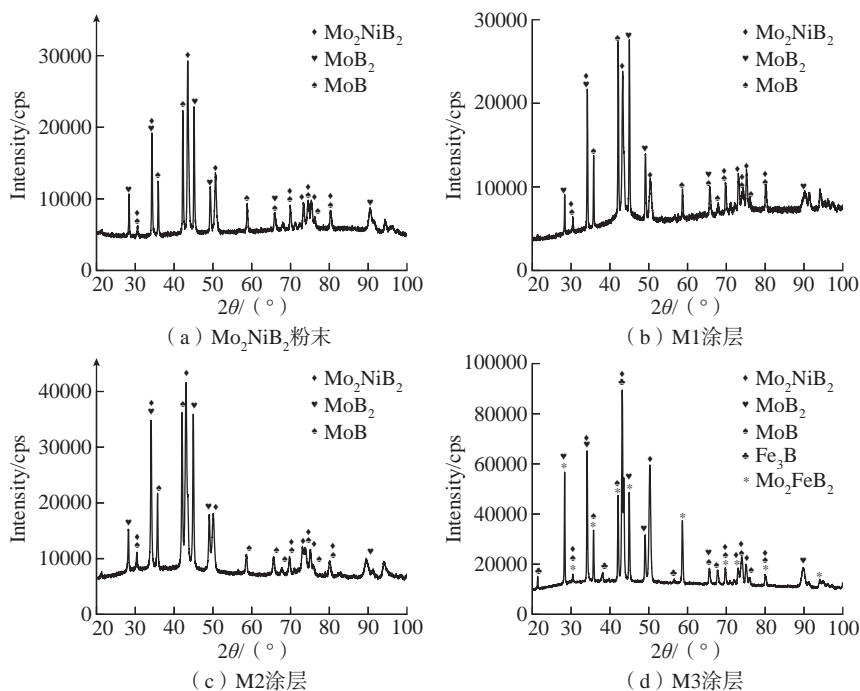 Intensity/cps
30000
20000
10000
0
♦ Mo₂NiB₂
♥ MoB₂
♠ MoB
20 30 40 50 60 70 80 90 100
2θ/（°）
（a）Mo₂NiB₂粉末
Intensity/cps
30000
20000
10000
0
♦ Mo₂NiB₂
♥ MoB₂
♠ MoB
20 30 40 50 60 70 80 90 100
2θ/（°）
（b）M1涂层
Intensity/cps
40000
30000
20000
10000
0
♦ Mo₂NiB₂
♥ MoB₂
♠ MoB
20 30 40 50 60 70 80 90 100
2θ/（°）
（c）M2涂层
Intensity/cps
100000
80000
60000
40000
20000
0
♦ Mo₂NiB₂
♥ MoB₂
♠ MoB
♣ Fe₃B
* Mo₂FeB₂
20 30 40 50 60 70 80 90 100
2θ/（°）
（d）M3涂层